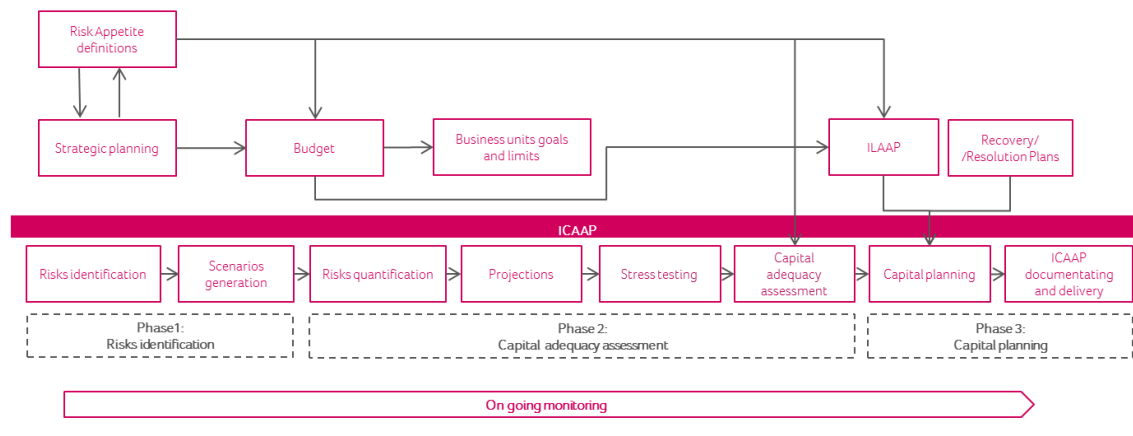 Risk Appetite
definitions
Strategic planning
Budget
Business units goals
and limits
ILAAP
Recovery/
/Resolution Plans
ICAAP
Risks identification
Scenarios
generation
Risks quantification
Projections
Stress testing
Capital
adequacy
assessment
Capital planning
ICAAP
documentating
and delivery
Phase1:
Risks identification
Phase 2:
Capital adequacy assessment
Phase 3:
Capital planning
On going monitoring